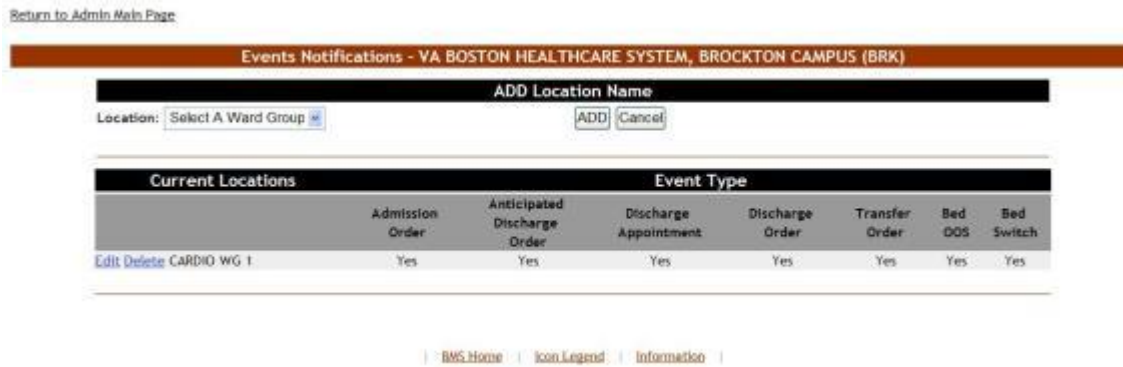 Return to Admin Main Page
Events Notifications - VA BOSTON HEALTHCARE SYSTEM, BROCKTON CAMPUS (BRK)
ADD Location Name
Location: Select A Ward Group ADD Cancel
Current Locations Event Type
Admission Order Anticipated Discharge Order Discharge Appointment Discharge Order Transfer Order Bed OOS Bed Switch
Edit Delete CARDIO WG 1 Yes Yes Yes Yes Yes Yes Yes
| BMS Home | Icon Legend | Information |